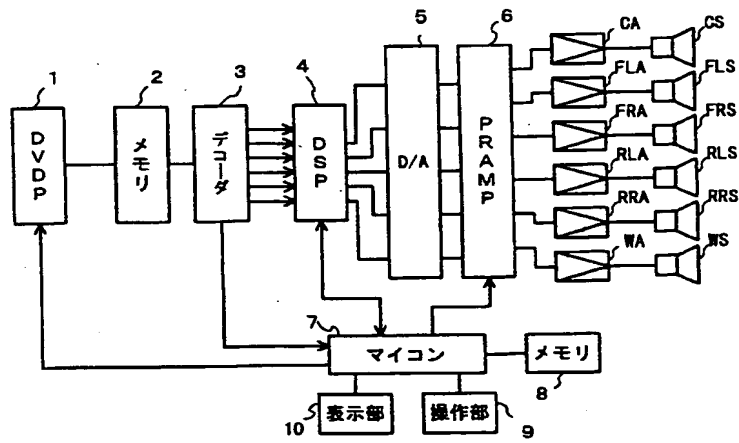 1
DVDP
2
メモリ
3
デコーダ
4
DSP
5
D/A
6
PRAMP
CA
CS
FLA
FLS
FRA
FRS
RLA
RLS
RRA
RRS
WA
WS
7
マイコン
メモリ
8
10
表示部
操作部
9